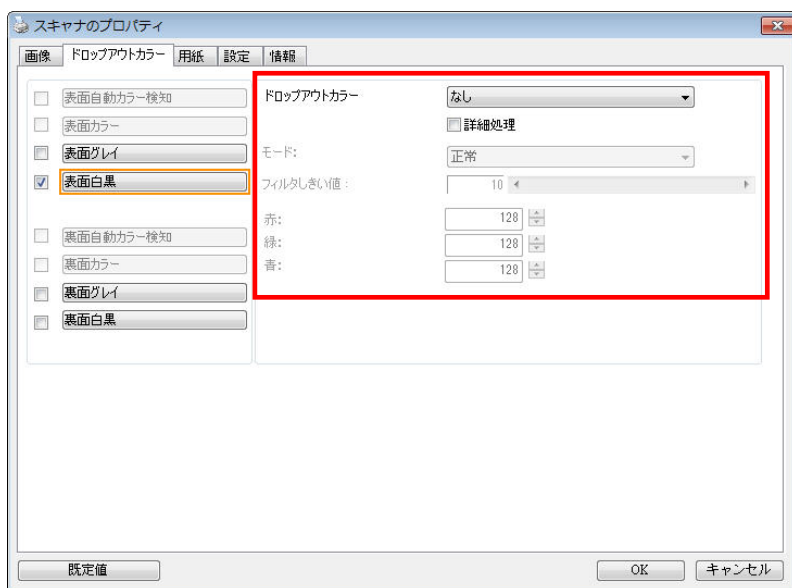 スキャナのプロパティ
画像 ドロップアウトカラー 用紙 設定 情報
表面自動カラー検知
表面カラー
表面グレイ
表面白黒
裏面自動カラー検知
裏面カラー
裏面グレイ
裏面白黒
ドロップアウトカラー なし
詳細処理
モード: 正常
フィルタしきい値: 10
赤: 128
緑: 128
青: 128
既定値 OK キャンセル